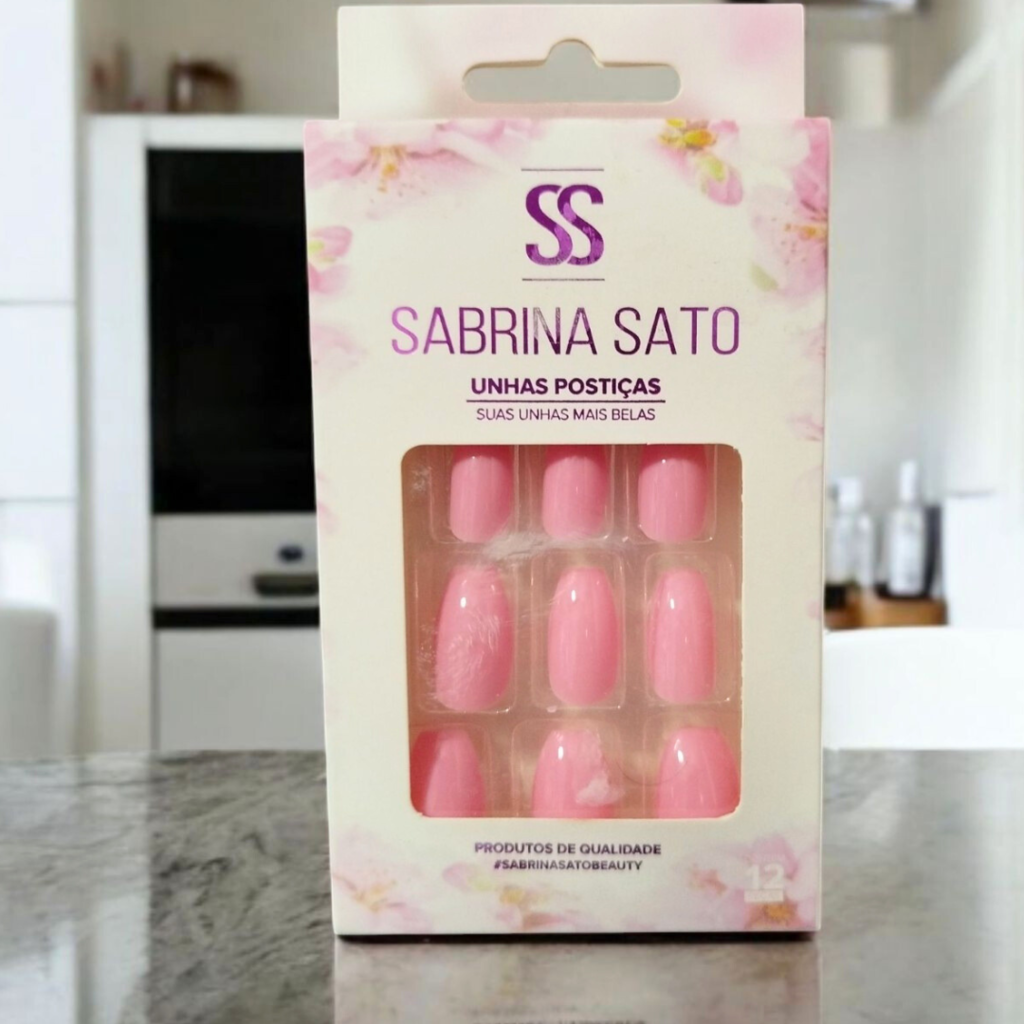 SS
SABRINA SATO
UNHAS POSTIÇAS
SUAS UNHAS MAIS BELAS
PRODUTOS DE QUALIDADE
#SABRINASATOBEAUTY
12